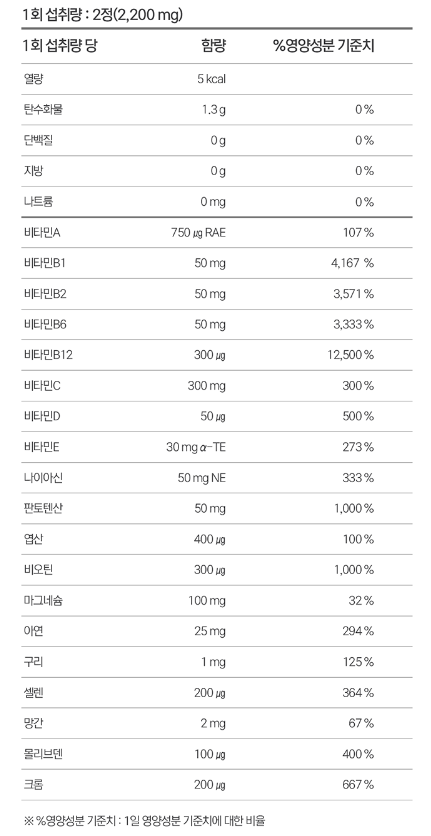 1회 섭취량 : 2정(2,200 mg)
1회 섭취량 당 함량 %영양성분 기준치
열량 5 kcal
탄수화물 1.3 g 0 %
단백질 0 g 0 %
지방 0 g 0 %
나트륨 0 mg 0 %
비타민A 750 ㎍ RAE 107 %
비타민B1 50 mg 4,167 %
비타민B2 50 mg 3,571 %
비타민B6 50 mg 3,333 %
비타민B12 300 ㎍ 12,500 %
비타민C 300 mg 300 %
비타민D 50 ㎍ 500 %
비타민E 30 mg α-TE 273 %
나이아신 50 mg NE 333 %
판토텐산 50 mg 1,000 %
엽산 400 ㎍ 100 %
비오틴 300 ㎍ 1,000 %
마그네슘 100 mg 32 %
아연 25 mg 294 %
구리 1 mg 125 %
셀렌 200 ㎍ 364 %
망간 2 mg 67 %
몰리브덴 100 ㎍ 400 %
크롬 200 ㎍ 667 %
※ %영양성분 기준치 : 1일 영양성분 기준치에 대한 비율